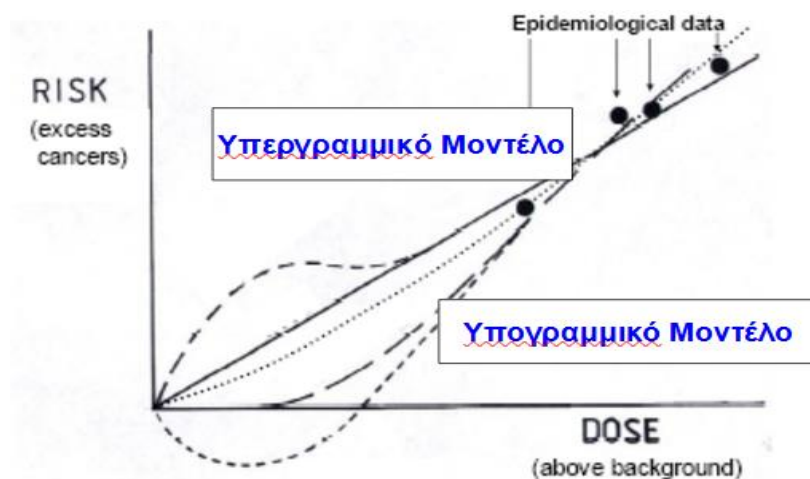 Epidemiological data
RISK
(excess
cancers)
Υπεργραμμικό Μοντέλο
Υπογραμμικό Μοντέλο
DOSE
(above background)